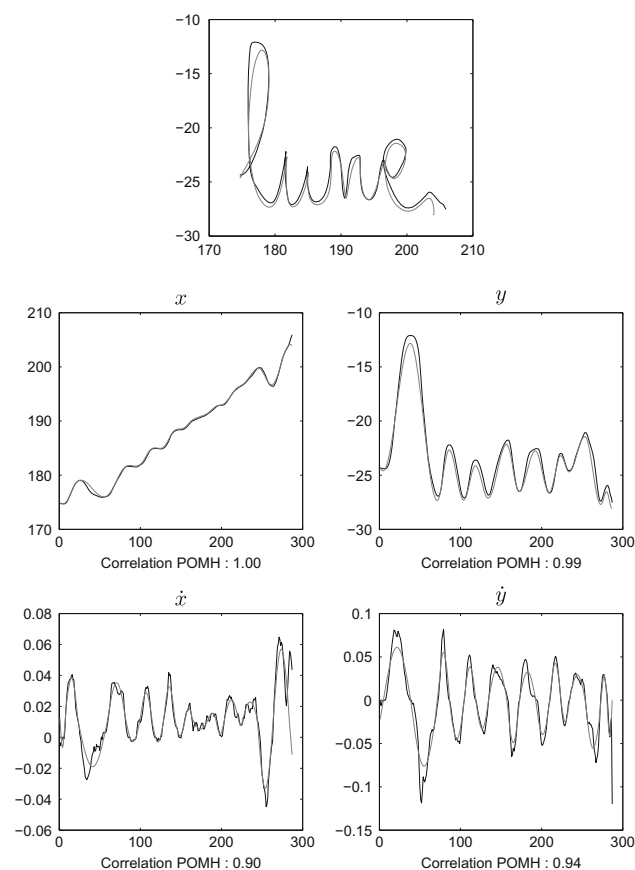 −10
−15
−20
−25
−30
170 180 190 200 210
lune
x
210
200
190
180
170
0 100 200 300
Correlation POMH : 1.00
y
−10
−15
−20
−25
−30
0 100 200 300
Correlation POMH : 0.99
ẋ
0.08
0.06
0.04
0.02
0
−0.02
−0.04
−0.06
0 100 200 300
Correlation POMH : 0.90
ẏ
0.1
0.05
0
−0.05
−0.1
−0.15
0 100 200 300
Correlation POMH : 0.94